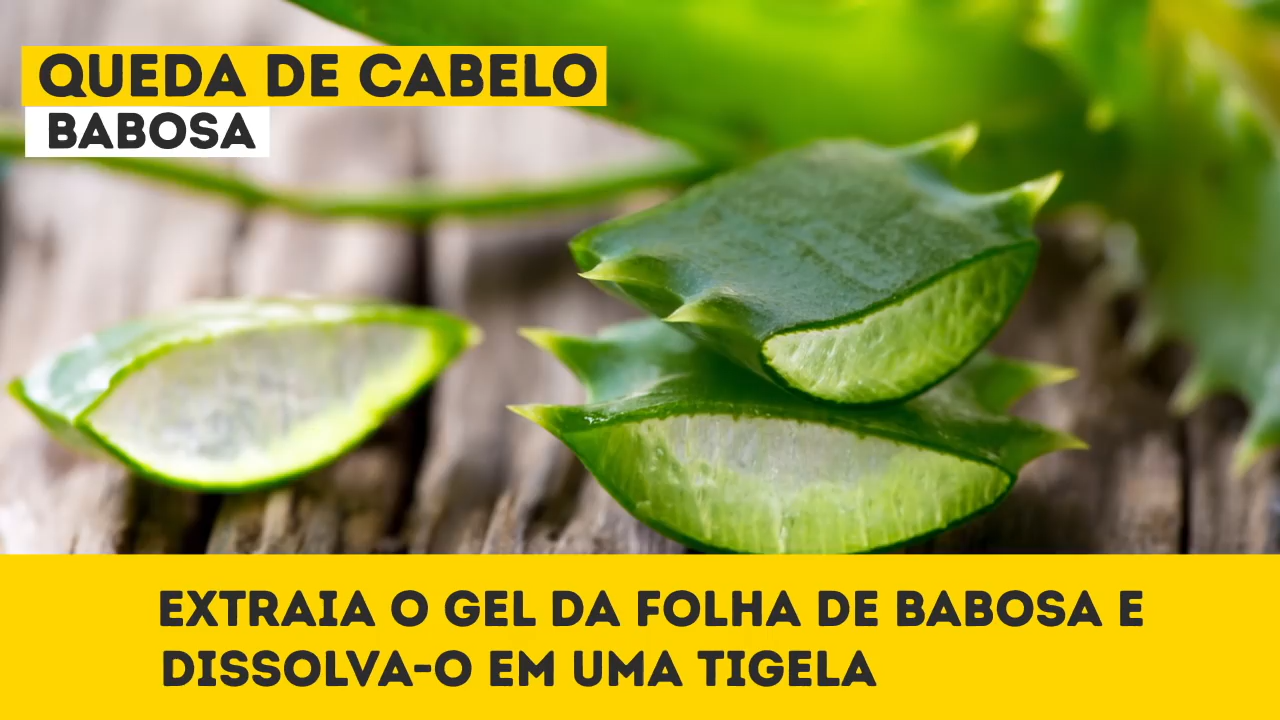 QUEDA DE CABELO
BABOSA
EXTRAIA O GEL DA FOLHA DE BABOSA E
DISSOLVA-O EM UMA TIGELA